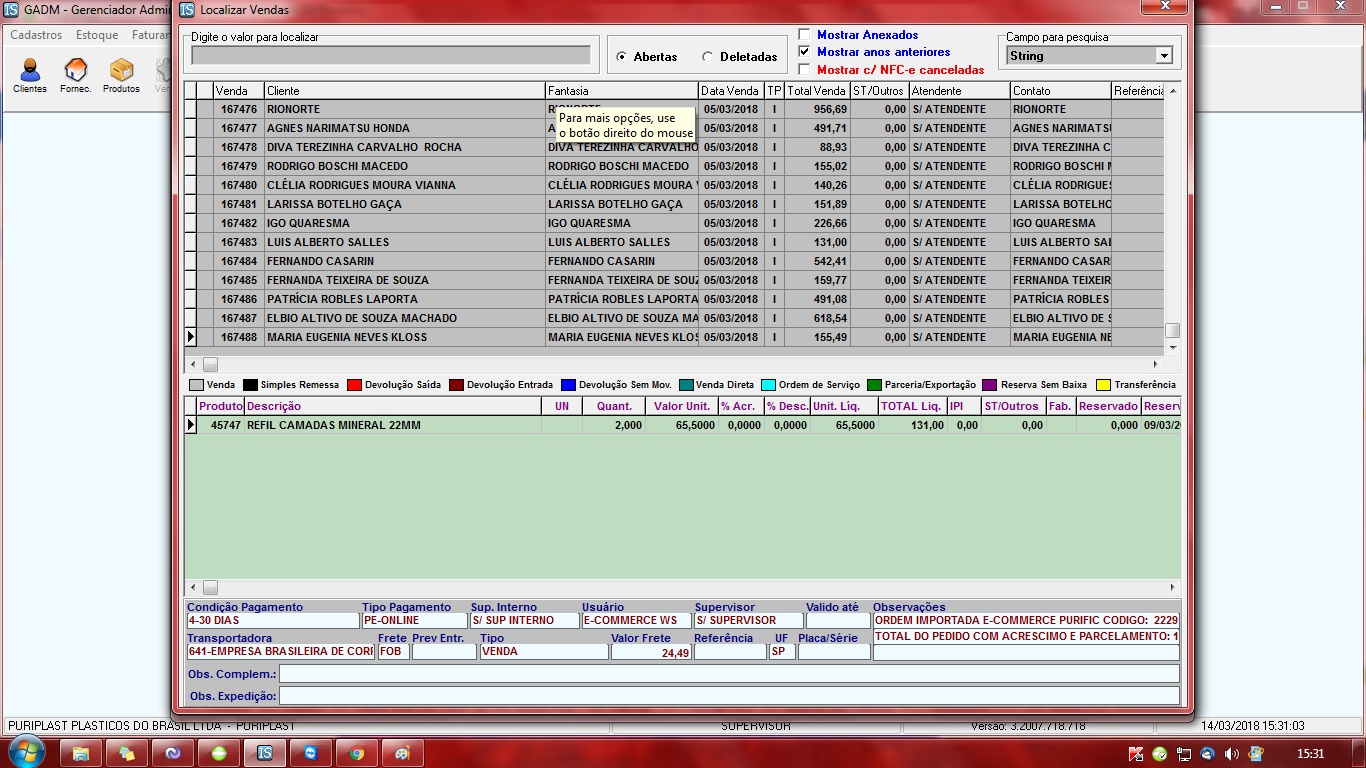 GADM - Gerenciador Admin
Localizar Vendas
Cadastros Estoque Faturar
Clientes Fornec. Produtos
Digite o valor para localizar
Abertas Deletadas
Mostrar Anexados
Mostrar anos anteriores
Mostrar c/ NFC-e canceladas
Campo para pesquisa
String
Venda Cliente Fantasia Data Venda TP Total Venda ST/Outros Atendente Contato Referência
167476 RIONORTE RIONORTE 05/03/2018 I 956,69 0,00 S/ ATENDENTE RIONORTE
Para mais opções, use
o botão direito do mouse
167477 AGNES NARIMATSU HONDA A 05/03/2018 I 491,71 0,00 S/ ATENDENTE AGNES NARIMATSU
167478 DIVA TEREZINHA CARVALHO ROCHA DIVA TEREZINHA CARVALHO 05/03/2018 I 88,93 0,00 S/ ATENDENTE DIVA TEREZINHA C
167479 RODRIGO BOSCHI MACEDO RODRIGO BOSCHI MACEDO 05/03/2018 I 155,02 0,00 S/ ATENDENTE RODRIGO BOSCHI M
167480 CLÉLIA RODRIGUES MOURA VIANNA CLÉLIA RODRIGUES MOURA V 05/03/2018 I 140,26 0,00 S/ ATENDENTE CLÉLIA RODRIGUES
167481 LARISSA BOTELHO GAÇA LARISSA BOTELHO GAÇA 05/03/2018 I 151,89 0,00 S/ ATENDENTE LARISSA BOTELHO
167482 IGO QUARESMA IGO QUARESMA 05/03/2018 I 226,66 0,00 S/ ATENDENTE IGO QUARESMA
167483 LUIS ALBERTO SALLES LUIS ALBERTO SALLES 05/03/2018 I 131,00 0,00 S/ ATENDENTE LUIS ALBERTO SAL
167484 FERNANDO CASARIN FERNANDO CASARIN 05/03/2018 I 542,41 0,00 S/ ATENDENTE FERNANDO CASAR
167485 FERNANDA TEIXEIRA DE SOUZA FERNANDA TEIXEIRA DE SOUZ 05/03/2018 I 159,77 0,00 S/ ATENDENTE FERNANDA TEIXEIR
167486 PATRÍCIA ROBLES LAPORTA PATRÍCIA ROBLES LAPORTA 05/03/2018 I 491,08 0,00 S/ ATENDENTE PATRÍCIA ROBLES
167487 ELBIO ALTIVO DE SOUZA MACHADO ELBIO ALTIVO DE SOUZA MA 05/03/2018 I 618,54 0,00 S/ ATENDENTE ELBIO ALTIVO DE S
167488 MARIA EUGENIA NEVES KLOSS MARIA EUGENIA NEVES KLOS 05/03/2018 I 155,49 0,00 S/ ATENDENTE MARIA EUGENIA NE
Venda Simples Remessa Devolução Saída Devolução Entrada Devolução Sem Mov. Venda Direta Ordem de Serviço Parceria/Exportação Reserva Sem Baixa Transferência
Produto Descrição UN Quant. Valor Unit. % Acr. % Desc. Unit. Líq. TOTAL Liq. IPI ST/Outros Fab. Reservado Reserv
45747 REFIL CAMADAS MINERAL 22MM 2,000 65,5000 0,0000 0,0000 65,5000 131,00 0,00 0,00 0,000 09/03/20
Condição Pagamento Tipo Pagamento Sup. Interno Usuário Supervisor Valido até Observações
4-30 DIAS PE-ONLINE S/ SUP INTERNO E-COMMERCE WS S/ SUPERVISOR ORDEM IMPORTADA E-COMMERCE PURIFIC CODIGO: 2229
TOTAL DO PEDIDO COM ACRESCIMO E PARCELAMENTO: 1
Transportadora Frete Prev Entr. Tipo Valor Frete Referência UF Placa/Série
641-EMPRESA BRASILEIRA DE CORR FOB VENDA 24,49 SP
Obs. Complem.:
Obs. Expedição:
PURIPLAST PLASTICOS DO BRASIL LTDA - PURIPLAST SUPERVISOR Versão: 3.2007.718.718 14/03/2018 15:31:03
15:31